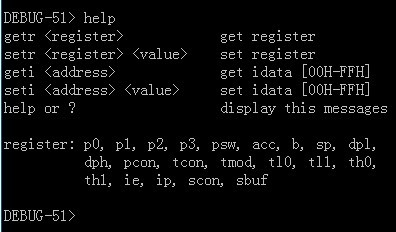 DEBUG-51> help
getr <register> get register
setr <register> <value> set register
geti <address> get idata [00H-FFH]
seti <address> <value> set idata [00H-FFH]
help or ? display this messages
register: p0, p1, p2, p3, psw, acc, b, sp, dpl,
dph, pcon, tcon, tmod, tl0, tl1, th0,
th1, ie, ip, scon, sbuf
DEBUG-51>